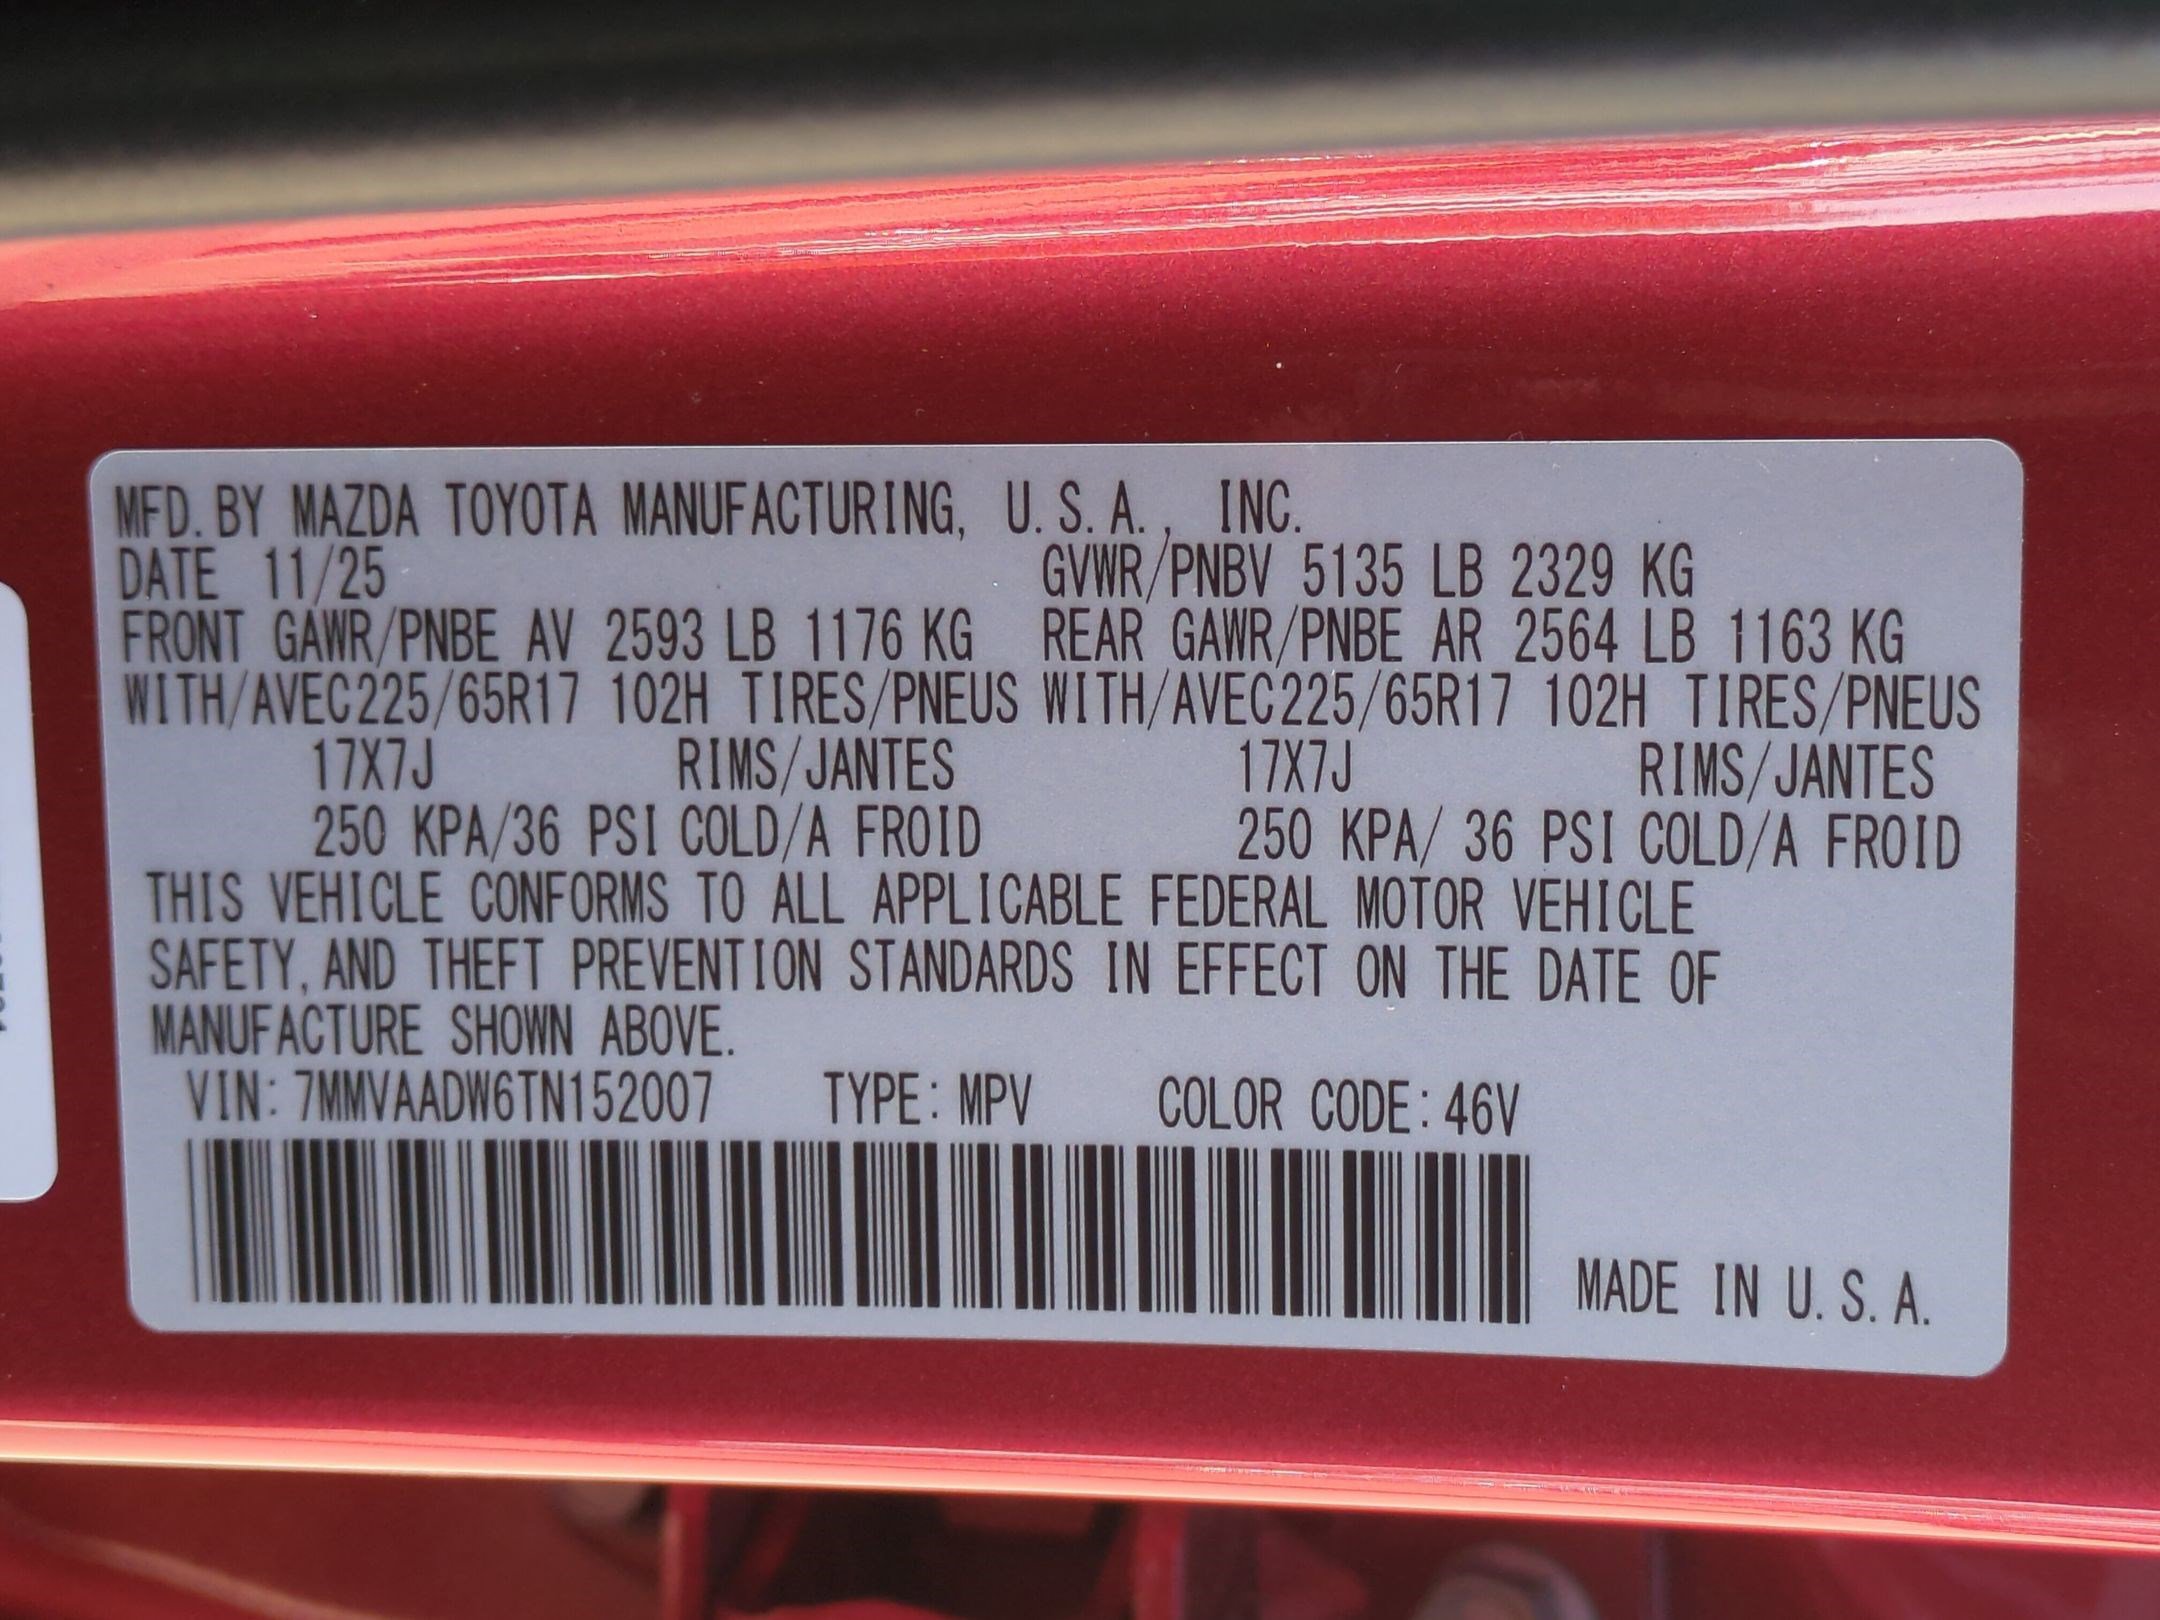 MFD. BY MAZDA TOYOTA MANUFACTURING, U.S.A., INC.
DATE 11/25 GVWR/PNBV 5135 LB 2329 KG
FRONT GAWR/PNBE AV 2593 LB 1176 KG REAR GAWR/PNBE AR 2564 LB 1163 KG
WITH/AVEC225/65R17 102H TIRES/PNEUS WITH/AVEC225/65R17 102H TIRES/PNEUS
17X7J RIMS/JANTES 17X7J RIMS/JANTES
250 KPA/36 PSI COLD/A FROID 250 KPA/ 36 PSI COLD/A FROID
THIS VEHICLE CONFORMS TO ALL APPLICABLE FEDERAL MOTOR VEHICLE
SAFETY, AND THEFT PREVENTION STANDARDS IN EFFECT ON THE DATE OF
MANUFACTURE SHOWN ABOVE.
VIN: 7MMVAADW6TN152007 TYPE: MPV COLOR CODE: 46V
MADE IN U.S.A.